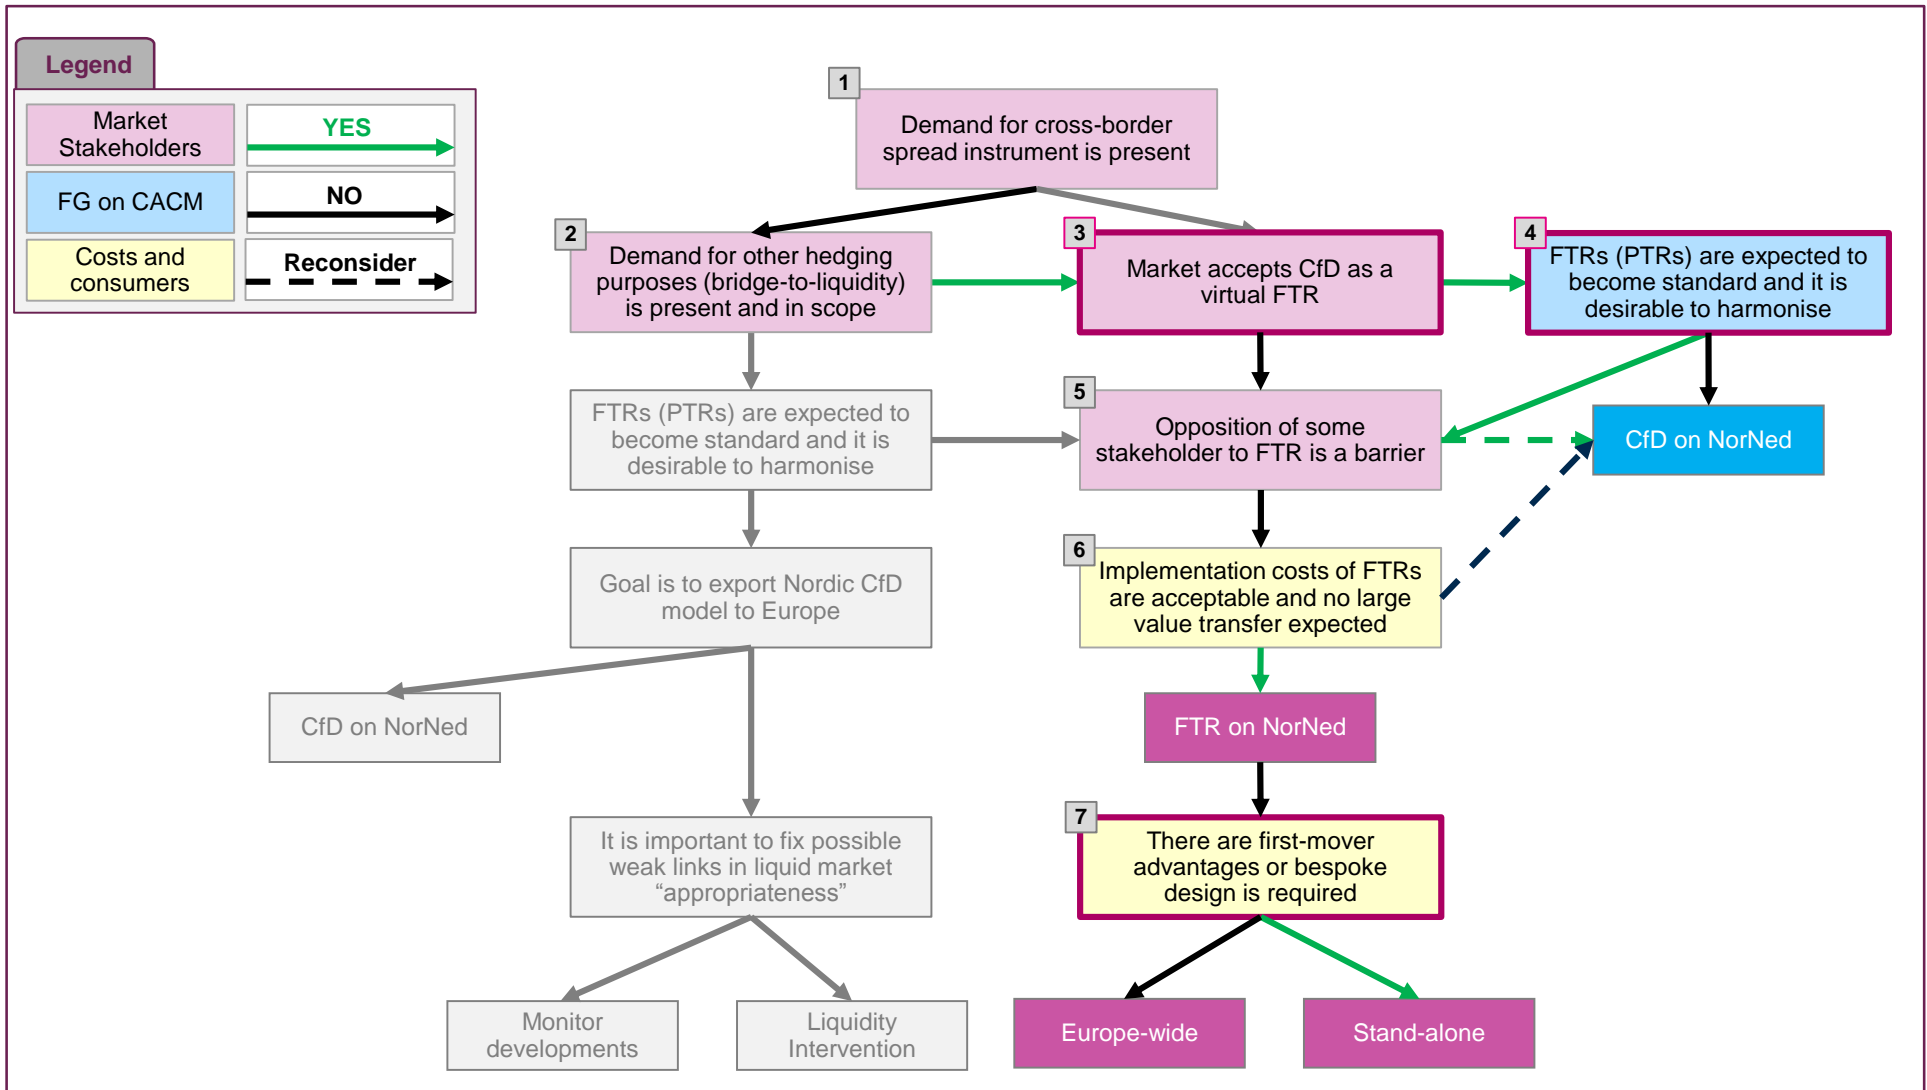 Legend
Market
Stakeholders
YES
FG on CACM
NO
Costs and
consumers
Reconsider
1
Demand for cross-border
spread instrument is present
2
Demand for other hedging
purposes (bridge-to-liquidity)
is present and in scope
3
Market accepts CfD as a
virtual FTR
4
FTRs (PTRs) are expected to
become standard and it is
desirable to harmonise
FTRs (PTRs) are expected to
become standard and it is
desirable to harmonise
5
Opposition of some
stakeholder to FTR is a barrier
CfD on NorNed
Goal is to export Nordic CfD
model to Europe
6
Implementation costs of FTRs
are acceptable and no large
value transfer expected
CfD on NorNed
FTR on NorNed
It is important to fix possible
weak links in liquid market
“appropriateness”
7
There are first-mover
advantages or bespoke
design is required
Monitor
developments
Liquidity
Intervention
Europe-wide
Stand-alone